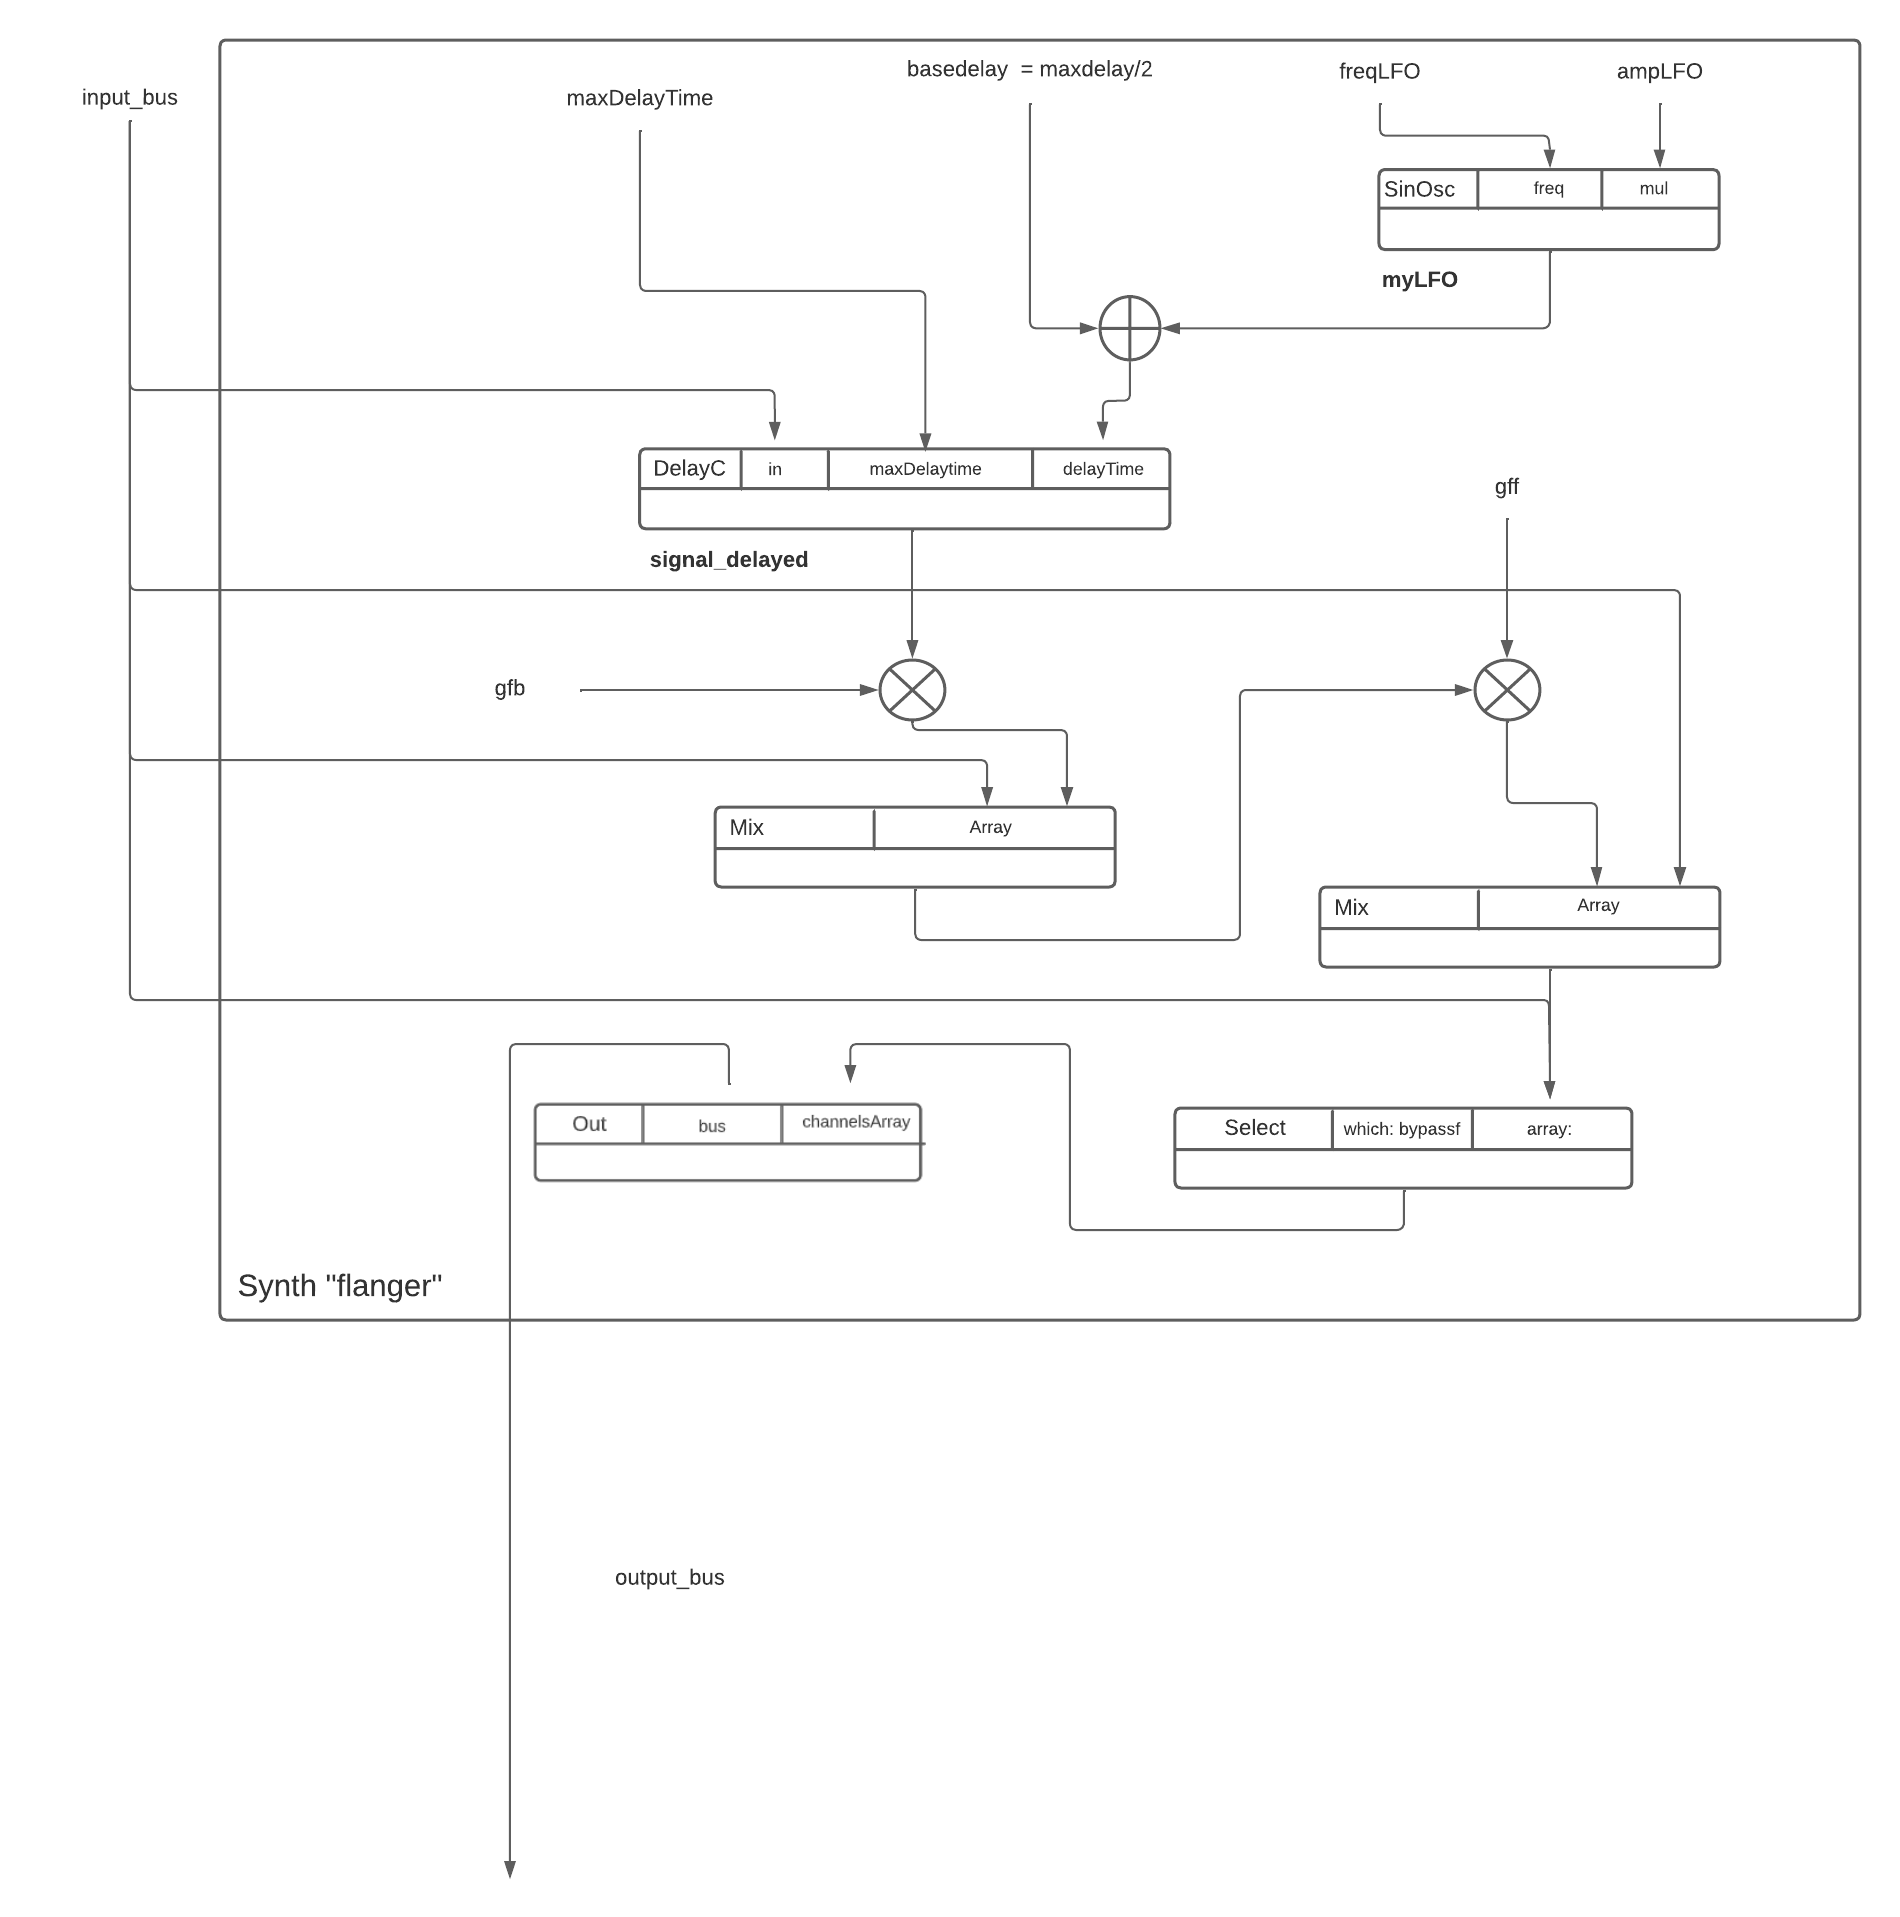 basedelay  = maxdelay/2
freqLFO
ampLFO
input_bus
maxDelayTime
SinOsc
freq
mul
myLFO
DelayC
in
maxDelaytime
delayTime
gff
signal_delayed
gfb
Mix
Array
Mix
Array
Out
bus
channelsArray
Select
which: bypassf
array:
Synth "flanger"
output_bus